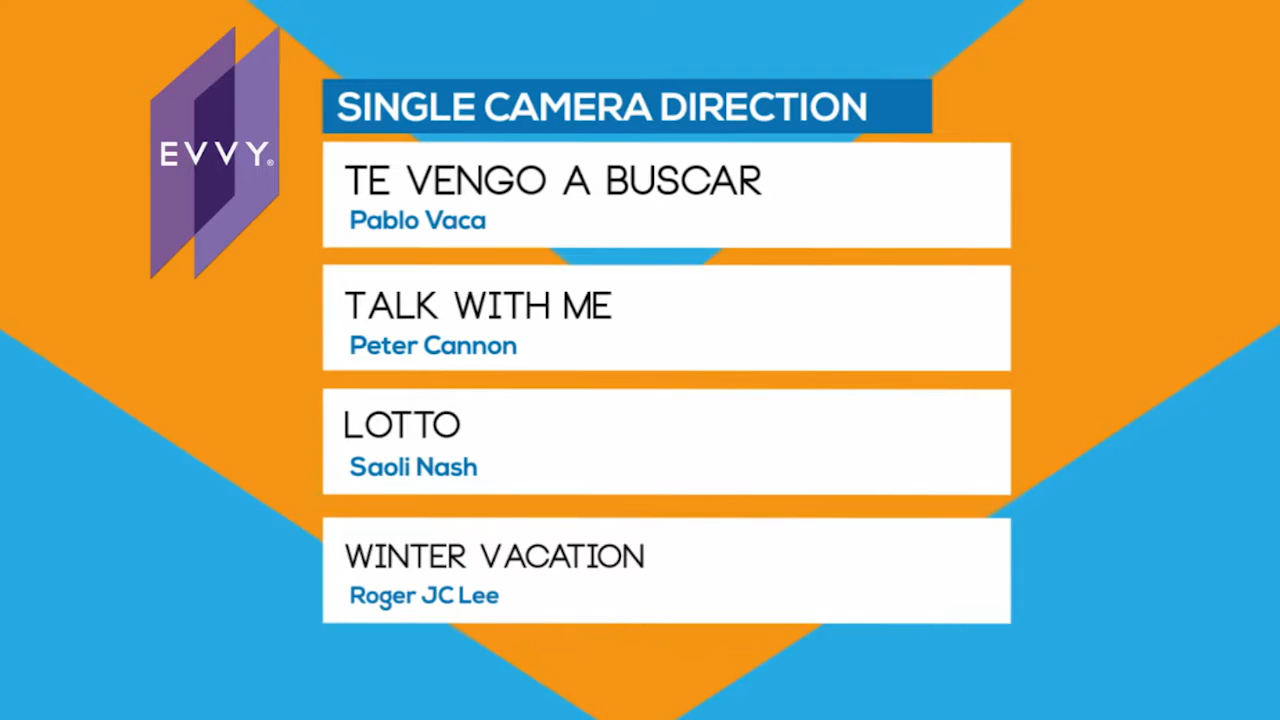 EVVY®
SINGLE CAMERA DIRECTION
TE VENGO A BUSCAR
Pablo Vaca
TALK WITH ME
Peter Cannon
LOTTO
Saoli Nash
WINTER VACATION
Roger JC Lee